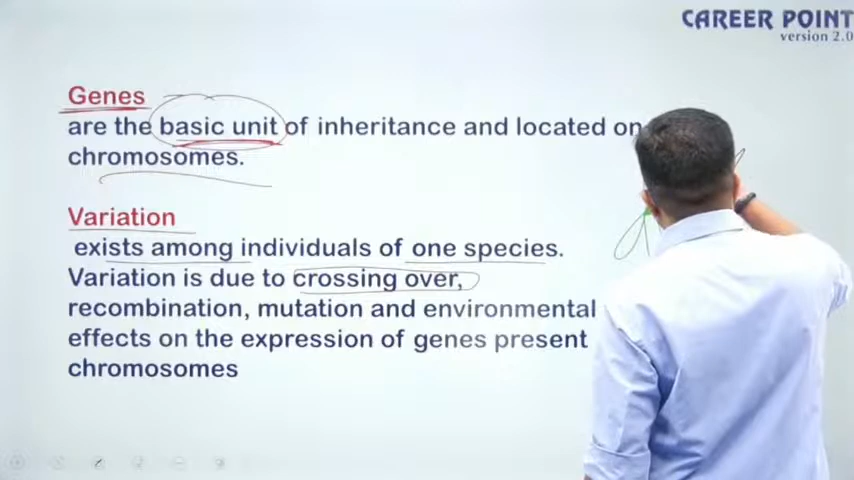 CAREER POINT
version 2.0
Genes
are the basic unit of inheritance and located on
chromosomes.
Variation
exists among individuals of one species.
Variation is due to crossing over,
recombination, mutation and environmental
effects on the expression of genes present
chromosomes